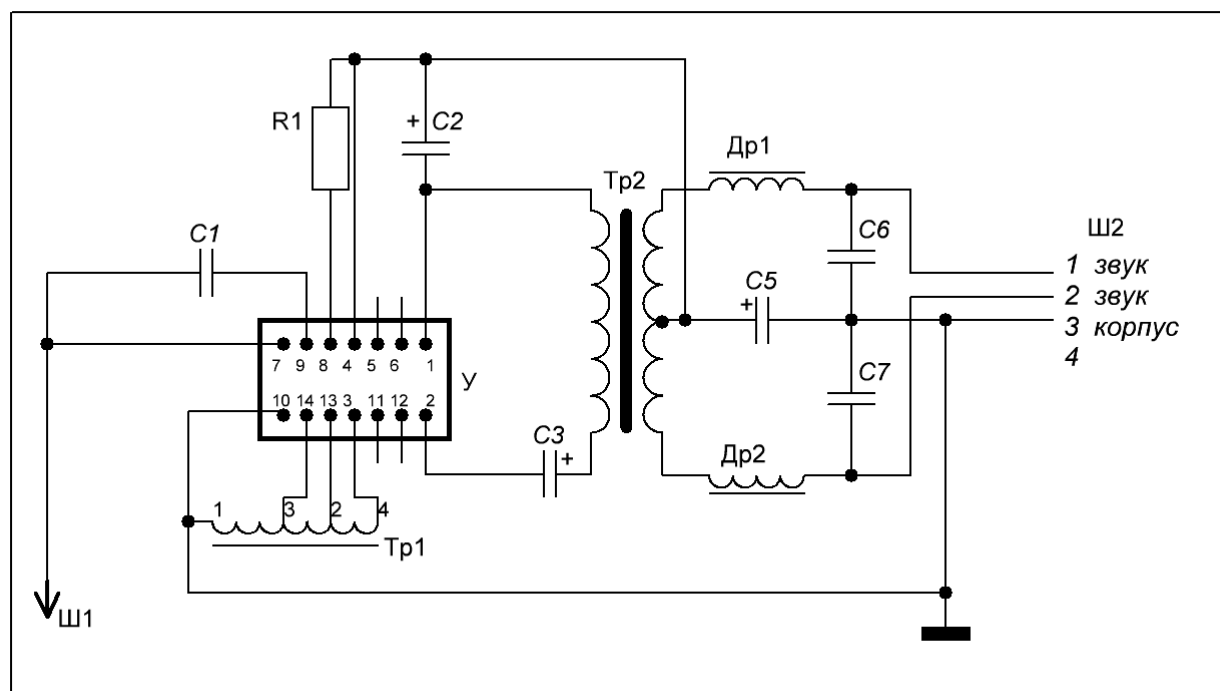 R1
+ C2
Др1
Тр2
C1
C6
Ш2
1 звук
C5
+
2 звук
3 корпус
4
7 9 8 4 5 6 1
У
C7
10 14 13 3 11 12 2
C3
+
Др2
1 3 2 4
Тр1
Ш1